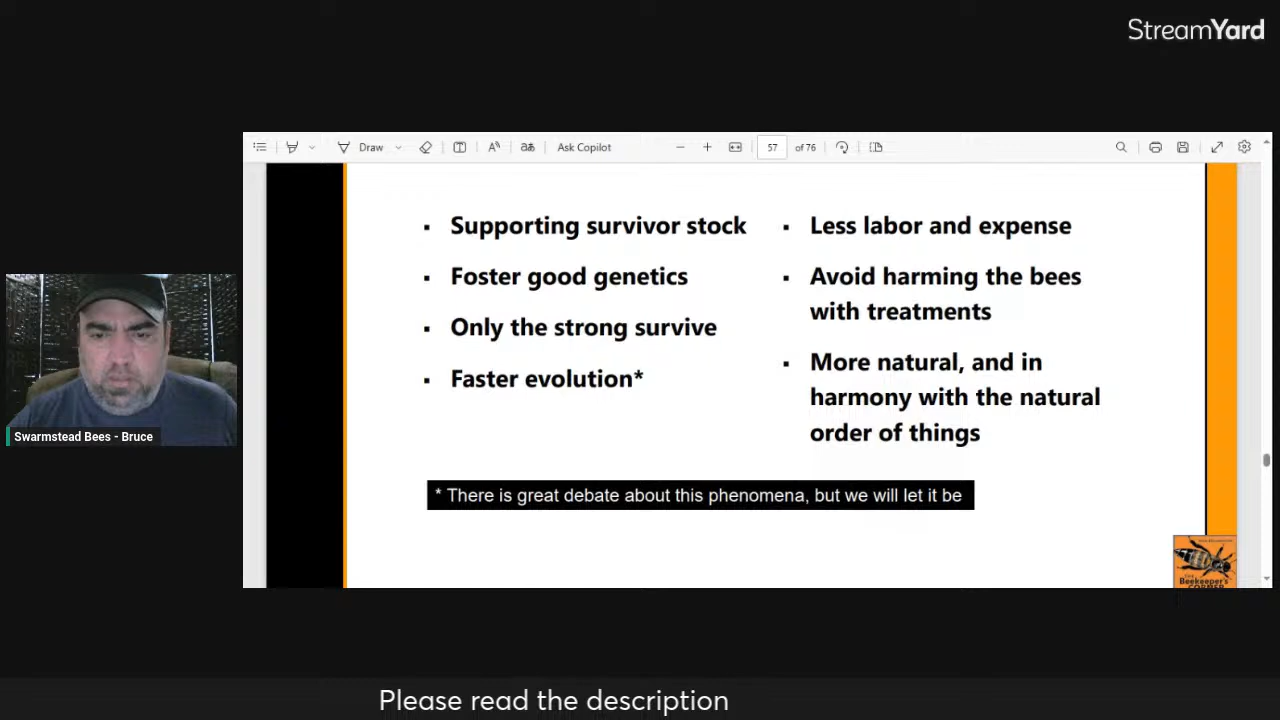 StreamYard
Draw
Ask Copilot
57
of 76
Supporting survivor stock
Foster good genetics
Only the strong survive
Faster evolution*
Less labor and expense
Avoid harming the bees
with treatments
More natural, and in
harmony with the natural
order of things
* There is great debate about this phenomena, but we will let it be
Beekeeper's
Swarmstead Bees - Bruce
Please read the description